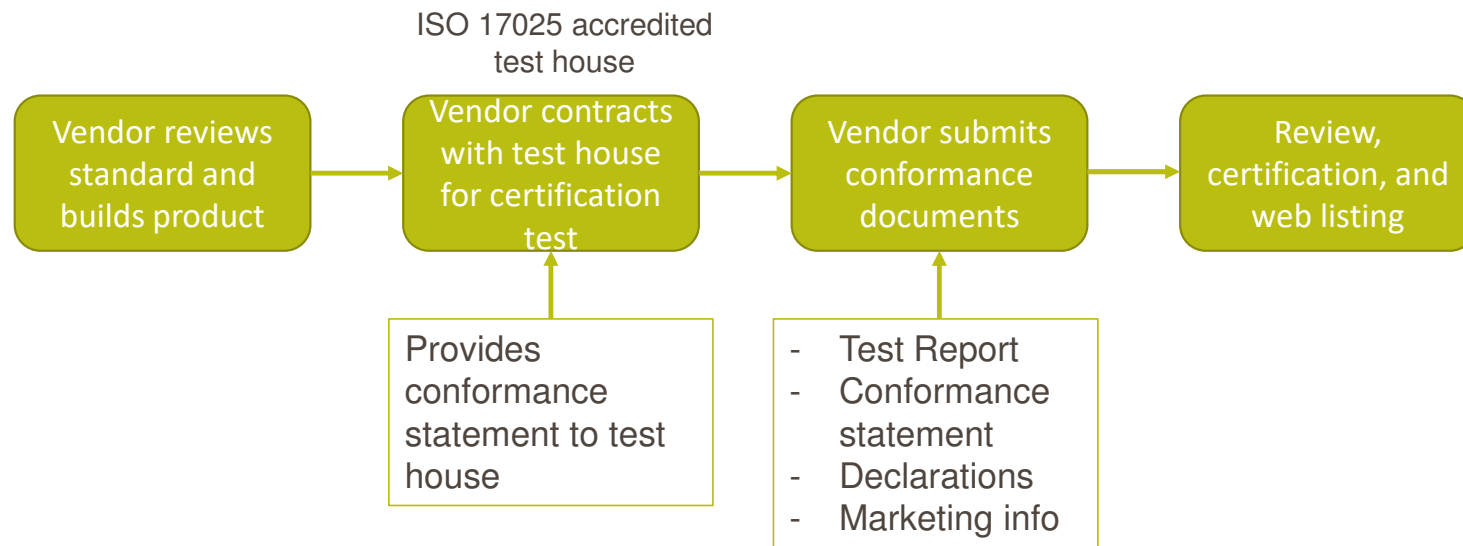 ISO 17025 accredited
test house
Vendor reviews
standard and
builds product
Vendor contracts
with test house
for certification
test
Vendor submits
conformance
documents
Review,
certification, and
web listing
Provides
conformance
statement to test
house
- Test Report
- Conformance
statement
- Declarations
- Marketing info